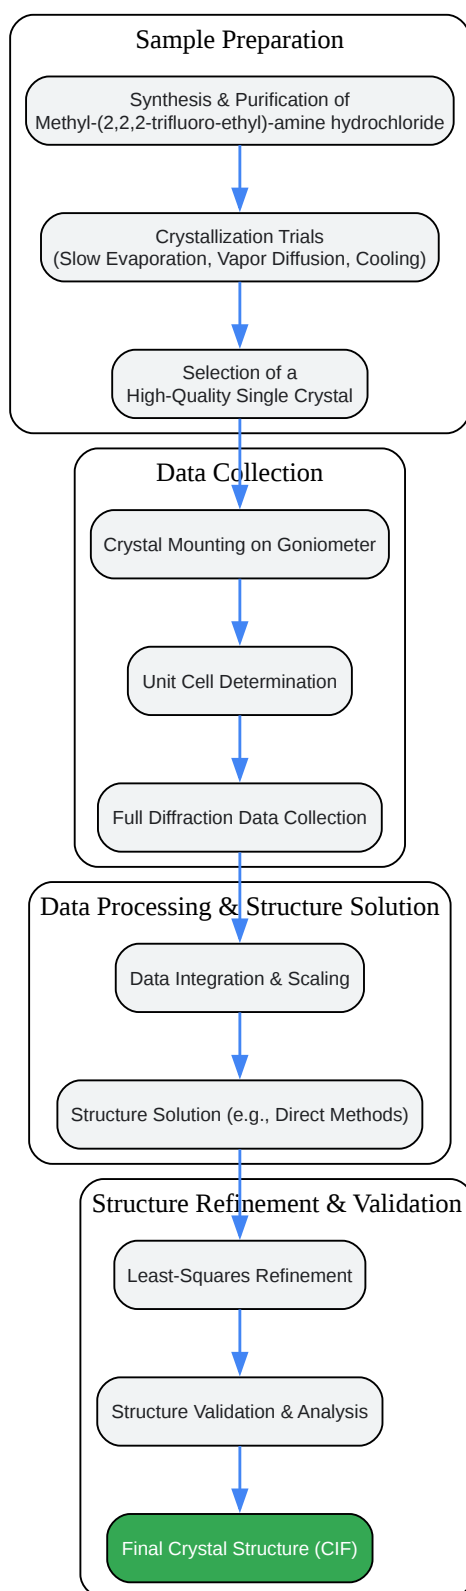 Sample Preparation
Synthesis & Purification of
Methyl-(2,2,2-trifluoro-ethyl)-amine hydrochloride
Crystallization Trials
(Slow Evaporation, Vapor Diffusion, Cooling)
Selection of a
High-Quality Single Crystal
Data Collection
Crystal Mounting on Goniometer
Unit Cell Determination
Full Diffraction Data Collection
Data Processing & Structure Solution
Data Integration & Scaling
Structure Solution (e.g., Direct Methods)
Structure Refinement & Validation
Least-Squares Refinement
Structure Validation & Analysis
Final Crystal Structure (CIF)